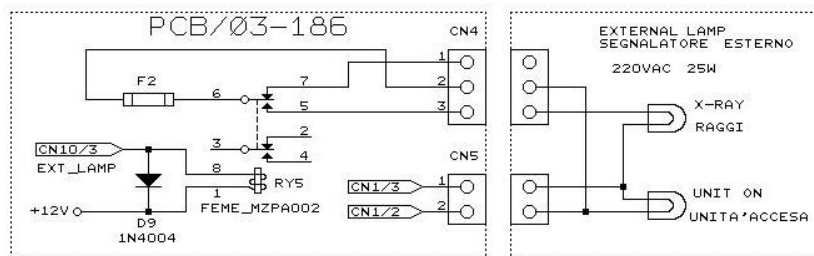 PCB/03-186
CN4
EXTERNAL LAMP
SEGNALATORE ESTERNO
220VAC 25W
F2
6
7
5
1
2
3
X-RAY
RAGGI
3
2
4
CN10/3
EXT_LAMP
8
1
RY5
FEME_MZPA002
+12V
D9
1N4004
CN5
CN1/3
1
CN1/2
2
UNIT ON
UNITA'ACCESA